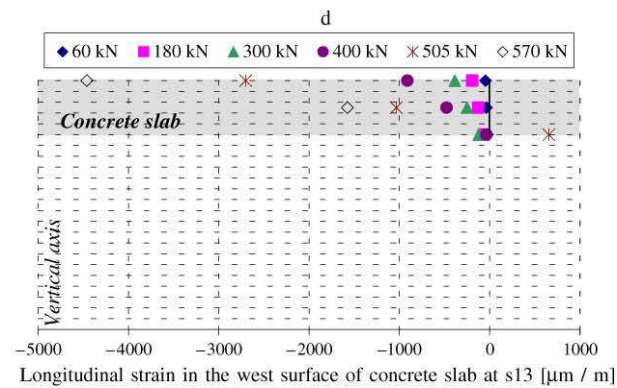 d
60 kN 180 kN 300 kN 400 kN 505 kN 570 kN
Concrete slab
Vertical axis
−5000 −4000 −3000 −2000 −1000 0 1000
Longitudinal strain in the west surface of concrete slab at s13 [μm / m]